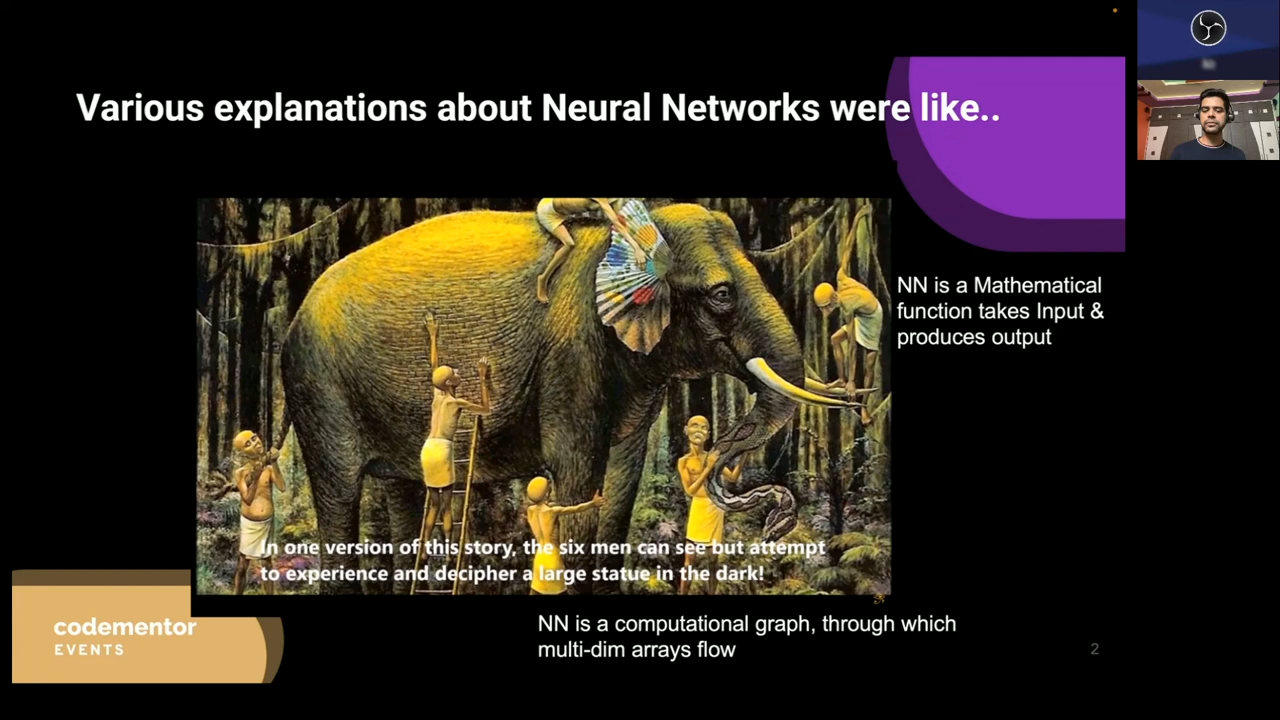 Various explanations about Neural Networks were like..
NN is a Mathematical
function takes Input &
produces output
In one version of this story, the six men can see but attempt
to experience and decipher a large statue in the dark!
NN is a computational graph, through which
multi-dim arrays flow
codementor
EVENTS
2